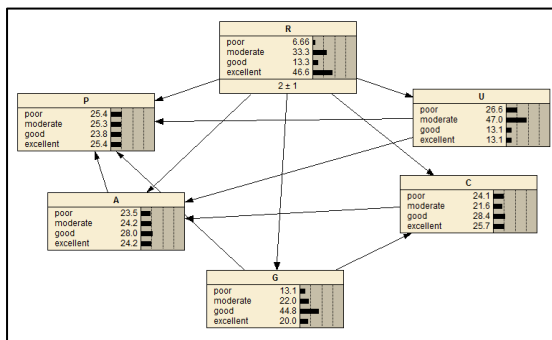 R
poor 6.66
moderate 33.3
good 13.3
excellent 46.6
2 ± 1
P
poor 25.4
moderate 25.3
good 23.8
excellent 25.4
U
poor 26.6
moderate 47.0
good 13.1
excellent 13.1
A
poor 23.5
moderate 24.2
good 28.0
excellent 24.2
C
poor 24.1
moderate 21.6
good 28.4
excellent 25.7
G
poor 13.1
moderate 22.0
good 44.8
excellent 20.0